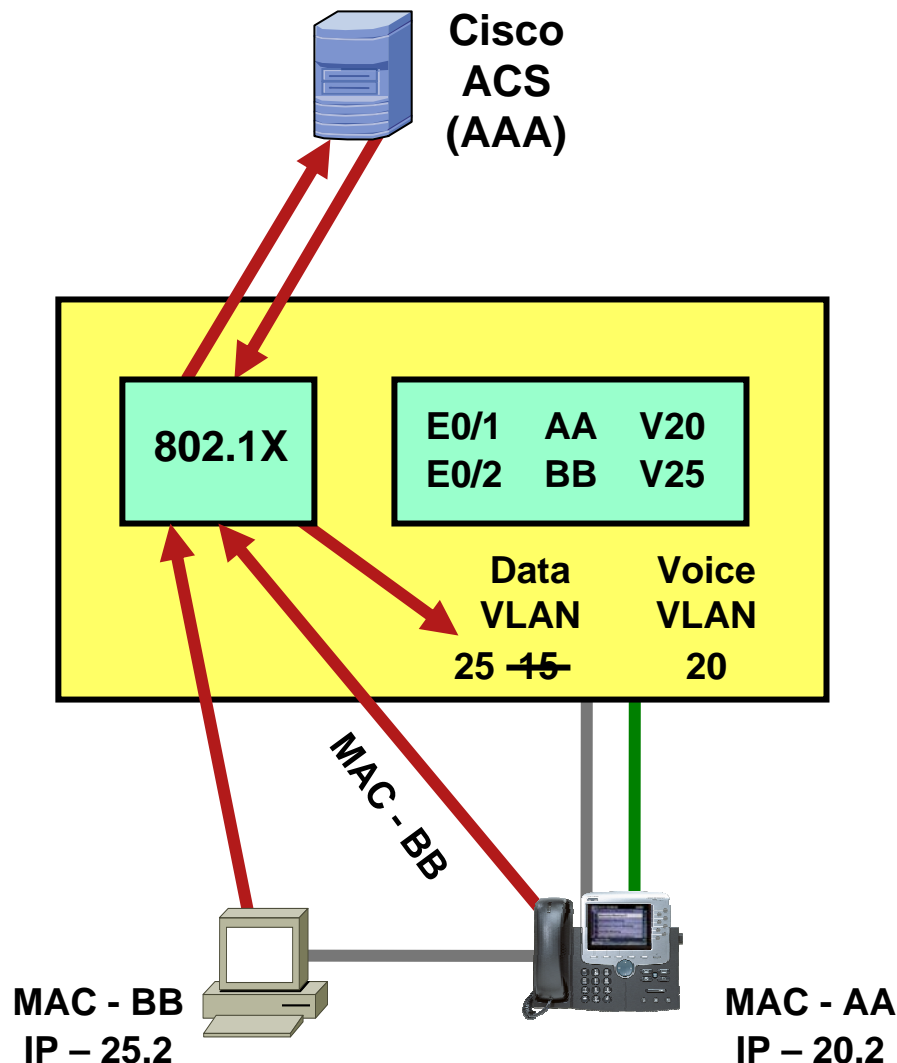 Cisco
ACS
(AAA)
802.1X
E0/1 AA V20
E0/2 BB V25
Data Voice
VLAN VLAN
25 15 20
MAC - BB
MAC - BB
IP – 25.2
MAC - AA
IP – 20.2